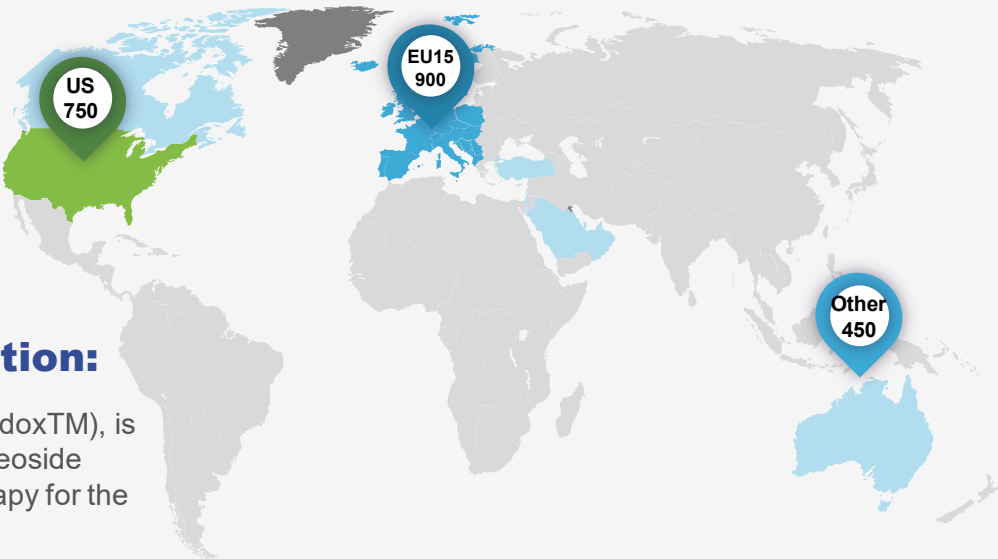 US
750
EU15
900
Other
450
tion:
doxTM), is
eoside
apy for the